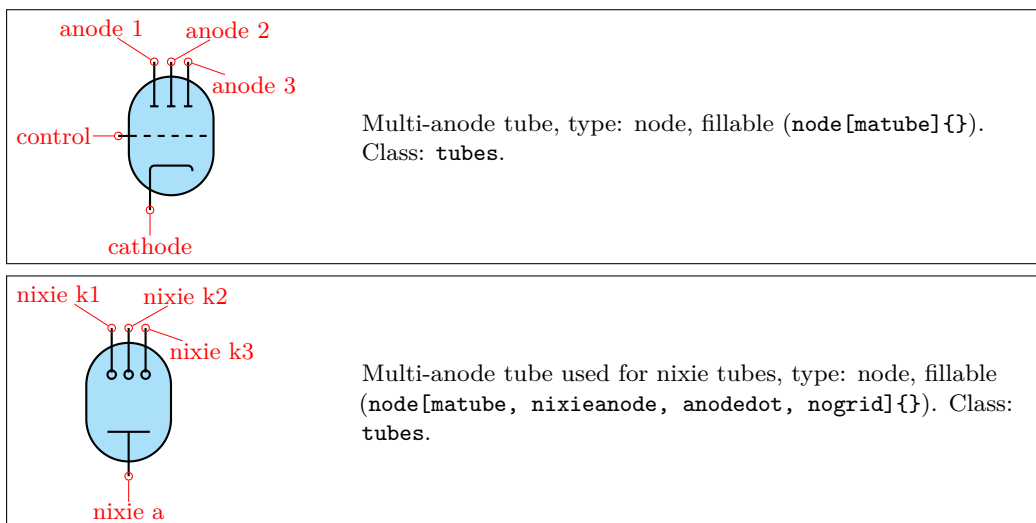 anode 1 anode 2
anode 3
control
cathode
Multi-anode tube, type: node, fillable (node[matube]{}).
Class: tubes.
nixie k1 nixie k2
nixie k3
nixie a
Multi-anode tube used for nixie tubes, type: node, fillable
(node[matube, nixieanode, anodedot, nogrid]{}). Class:
tubes.